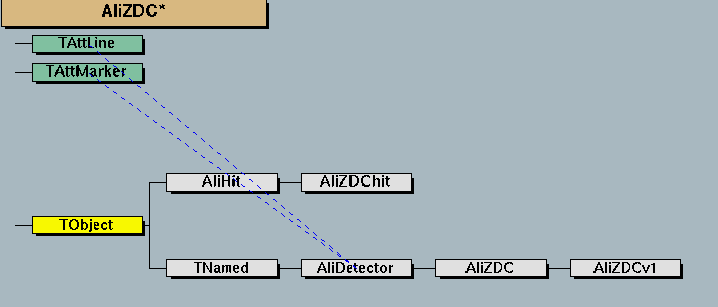 AliZDC*
TAttLine
TAttMarker
AliHit AliZDChit
TObject
TNamed AliDetector AliZDC AliZDCv1